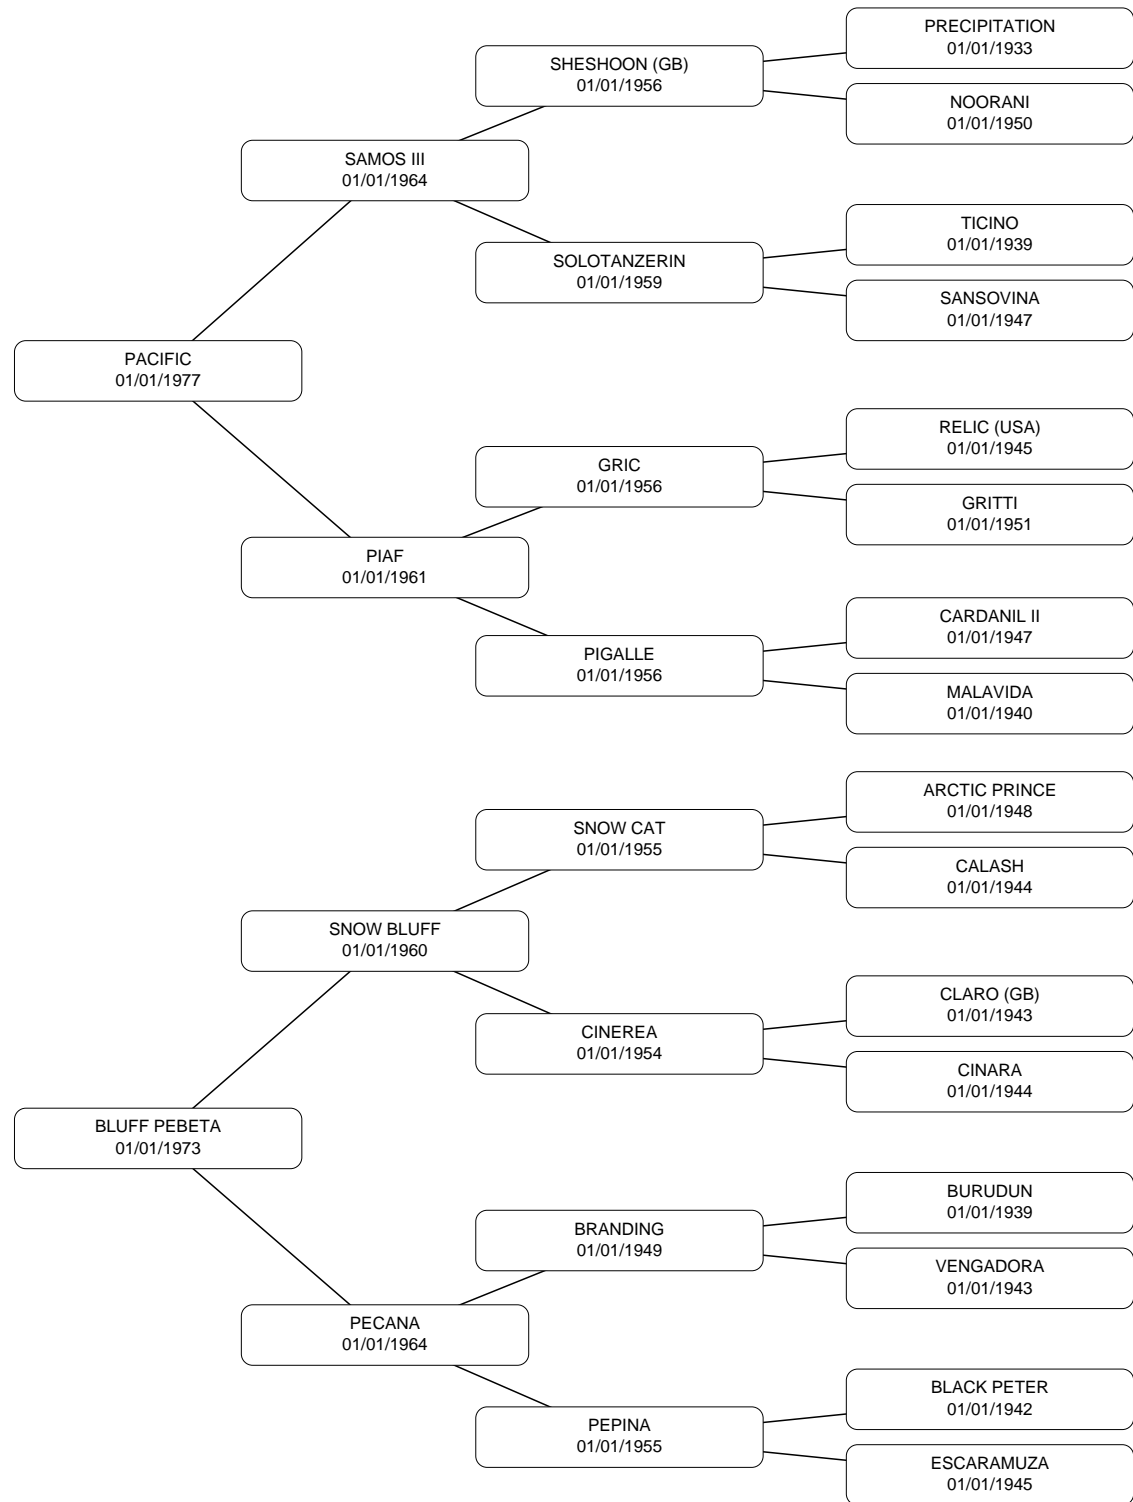 PRECIPITATION
01/01/1933
SHESHOON (GB)
01/01/1956
NOORANI
01/01/1950
SAMOS III
01/01/1964
TICINO
01/01/1939
SOLOTANZERIN
01/01/1959
SANSOVINA
01/01/1947
PACIFIC
01/01/1977
RELIC (USA)
01/01/1945
GRIC
01/01/1956
GRITTI
01/01/1951
PIAF
01/01/1961
CARDANIL II
01/01/1947
PIGALLE
01/01/1956
MALAVIDA
01/01/1940
ARCTIC PRINCE
01/01/1948
SNOW CAT
01/01/1955
CALASH
01/01/1944
SNOW BLUFF
01/01/1960
CLARO (GB)
01/01/1943
CINEREA
01/01/1954
CINARA
01/01/1944
BLUFF PEBETA
01/01/1973
BURUDUN
01/01/1939
BRANDING
01/01/1949
VENGADORA
01/01/1943
PECANA
01/01/1964
BLACK PETER
01/01/1942
PEPINA
01/01/1955
ESCARAMUZA
01/01/1945